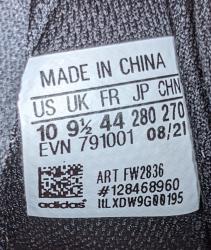 MADE IN CHINA
US UK FR JP CHN
10 9½ 44 280 270
EVN 791001 08/21
ART FW2836
#128468960
adidas
LXDW9G00195